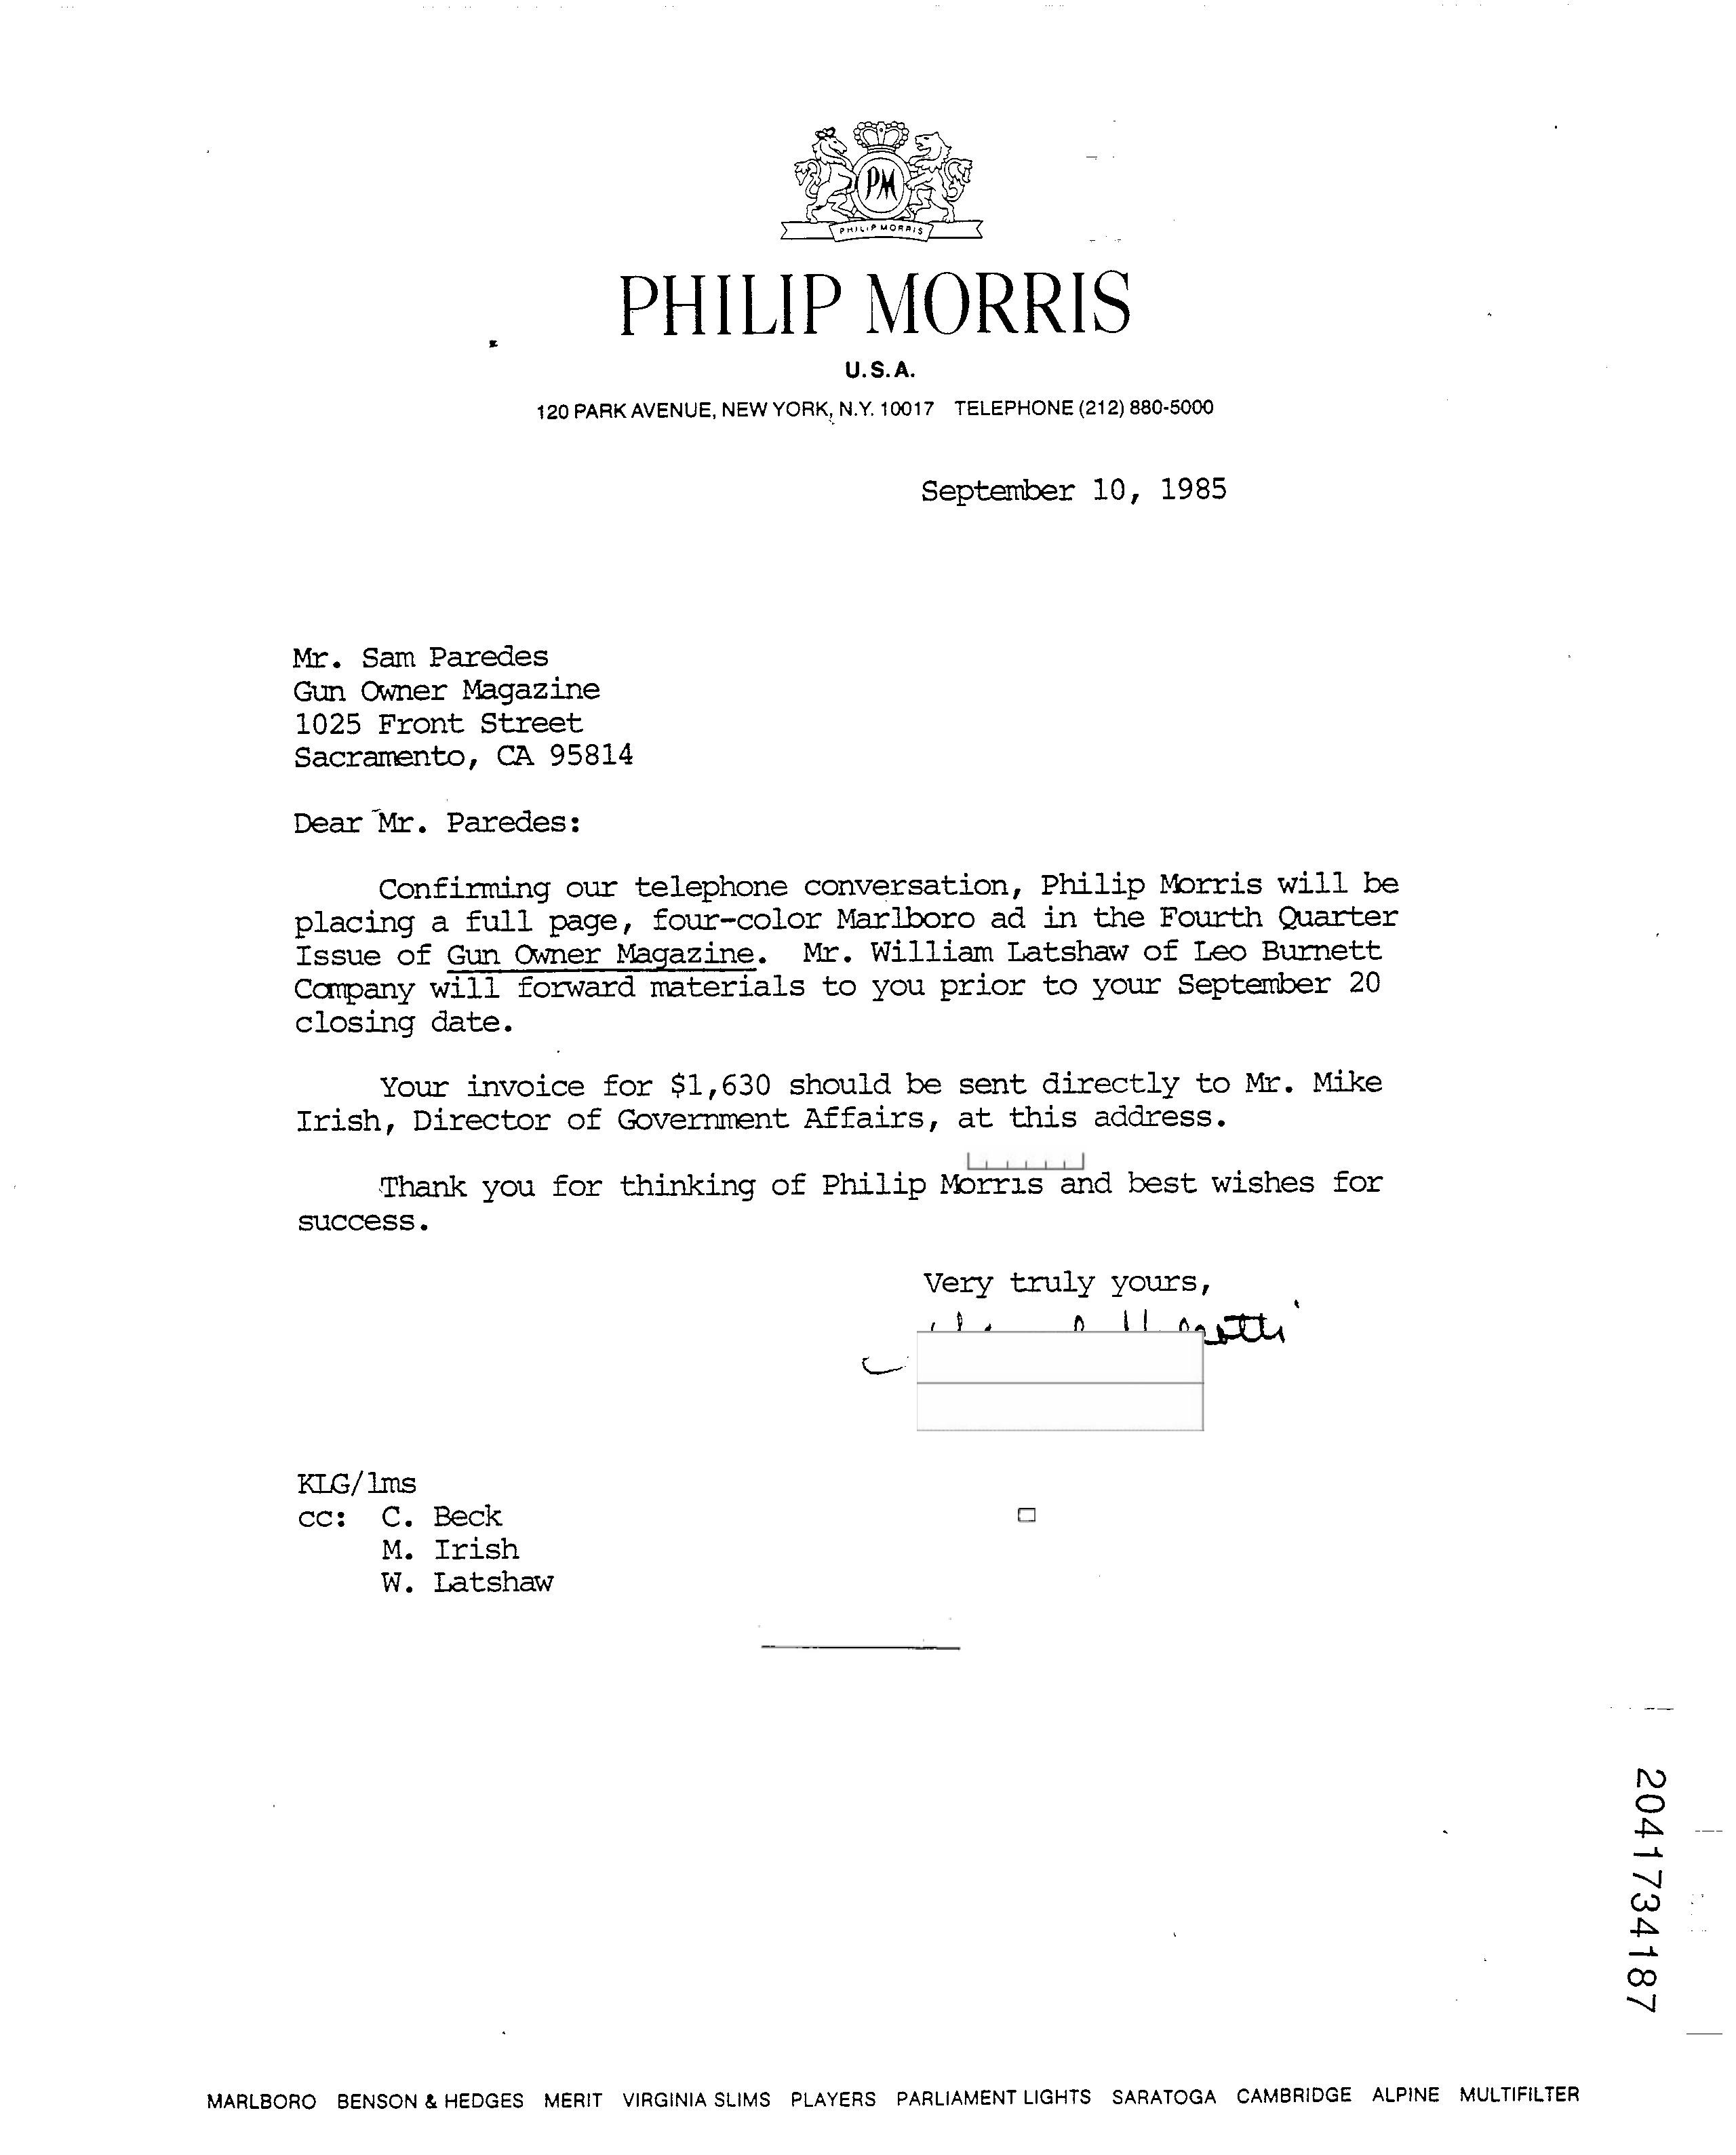 PM
PHILIP MORRIS
PHILIP MORRIS
U.S.A.
120 PARK AVENUE, NEW YORK, N.Y. 10017 TELEPHONE (212) 880-5000
September 10, 1985
Mr. Sam Paredes
Gun Owner Magazine
1025 Front Street
Sacramento, CA 95814
Dear Mr. Paredes:
Confirming our telephone conversation, Philip Morris will be
placing a full page, four-color Marlboro ad in the Fourth Quarter
Issue of Gun Owner Magazine. Mr. William Latshaw of Leo Burnett
Company will forward materials to you prior to your September 20
closing date.
Your invoice for $1,630 should be sent directly to Mr. Mike
Irish, Director of Government Affairs, at this address.
Thank you for thinking of Philip Morris and best wishes for
success.
Very truly yours,
KLG/lms
cc: C. Beck
M. Irish
W. Latshaw
2041734187
MARLBORO BENSON & HEDGES MERIT VIRGINIA SLIMS PLAYERS PARLIAMENT LIGHTS SARATOGA CAMBRIDGE ALPINE MULTIFILTER